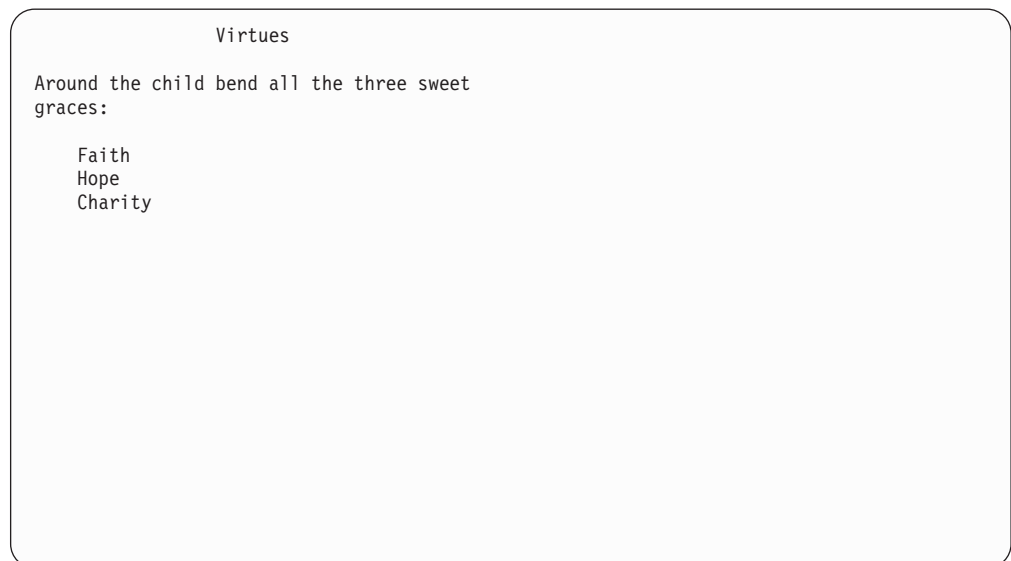 Virtues
Around the child bend all the three sweet
graces:
Faith
Hope
Charity